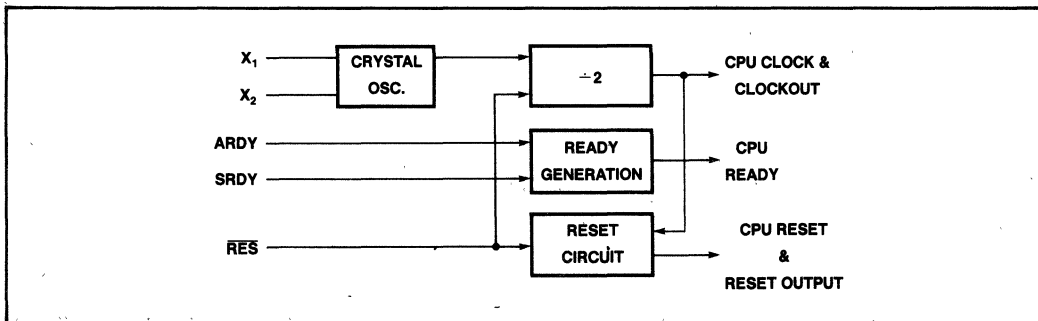 X₁
X₂
CRYSTAL
OSC.
÷2
CPU CLOCK &
CLOCKOUT
ARDY
SRDY
READY
GENERATION
CPU
READY
R̅E̅S̅
RESET
CIRCUIT
CPU RESET
&
RESET OUTPUT